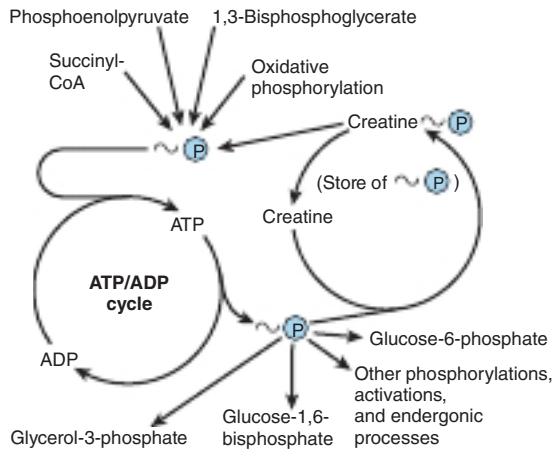 Phosphoenolpyruvate
1,3-Bisphosphoglycerate
Succinyl-
CoA
Oxidative
phosphorylation
Creatine ~ P
~ P
(Store of ~ P )
ATP
Creatine
ATP/ADP
cycle
~ P
Glucose-6-phosphate
ADP
Other phosphorylations,
activations,
and endergonic
processes
Glucose-1,6-
bisphosphate
Glycerol-3-phosphate